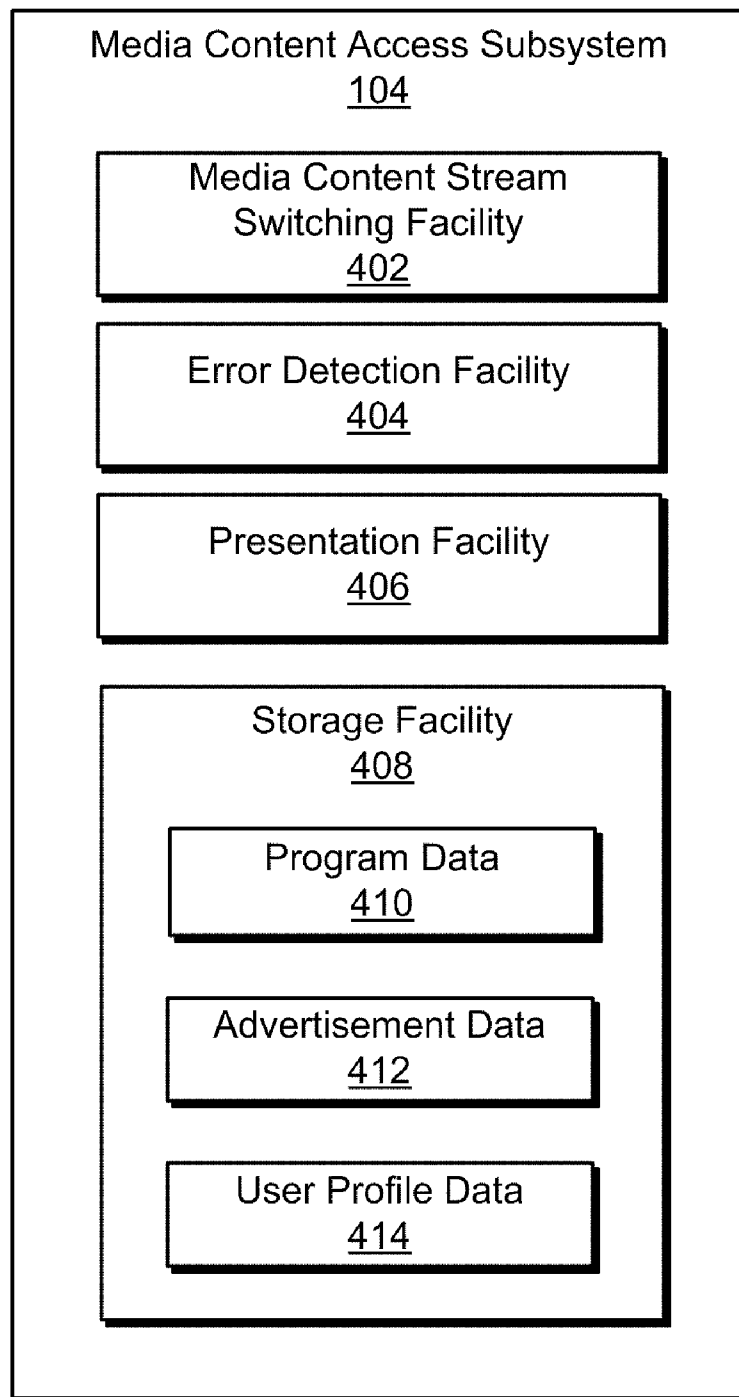 Media Content Access Subsystem
104
Media Content Stream
Switching Facility
402
Error Detection Facility
404
Presentation Facility
406
Storage Facility
408
Program Data
410
Advertisement Data
412
User Profile Data
414